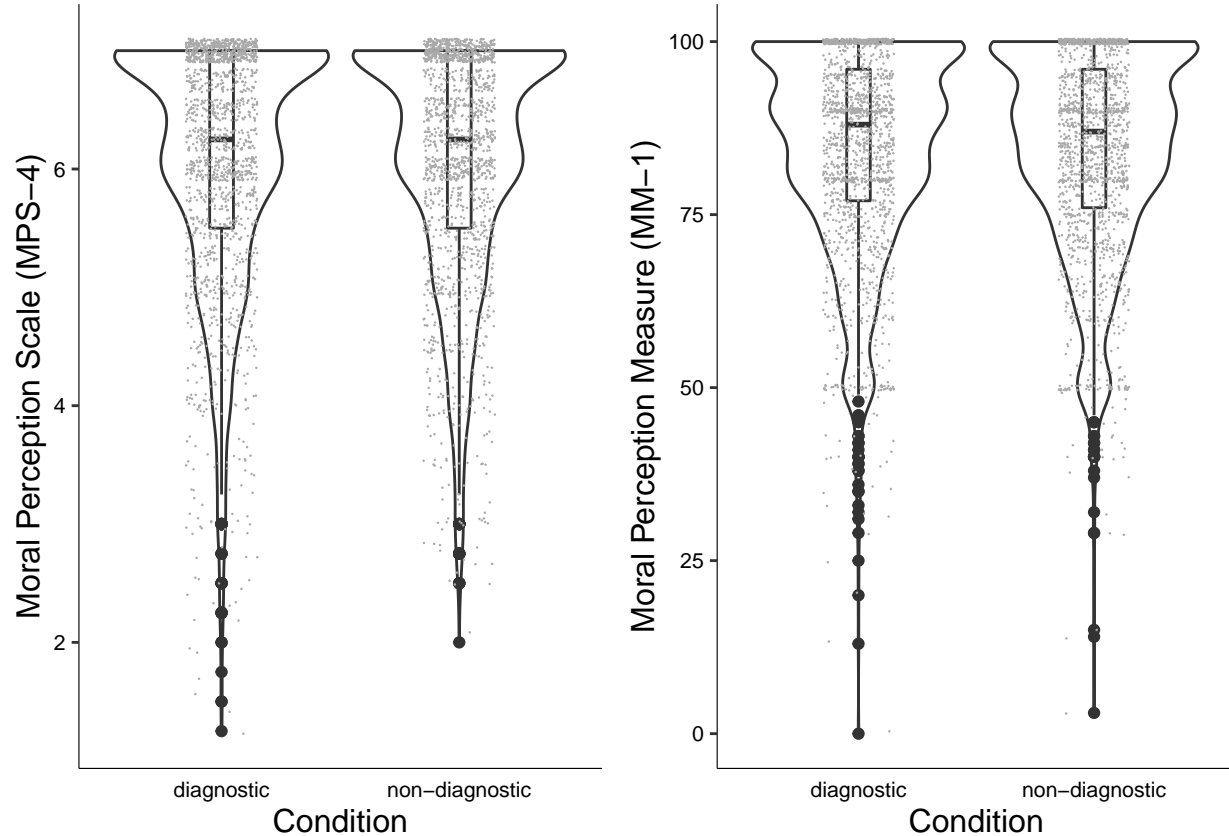 Moral Perception Scale (MPS−4)
6
4
2
diagnostic
non−diagnostic
Condition
Moral Perception Measure (MM−1)
100
75
50
25
0
diagnostic
non−diagnostic
Condition